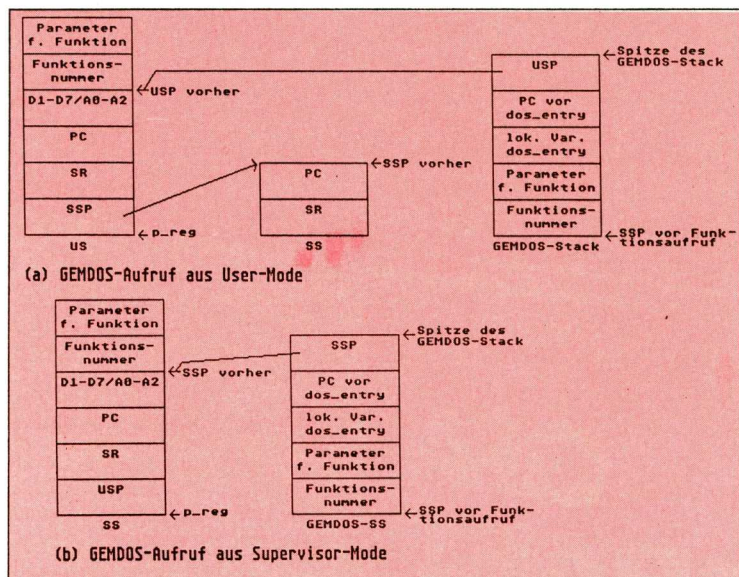 Parameter
f. Funktion
Funktions-
nummer
D1-D7/A0-A2
PC
SR
SSP
US
←USP vorher
←p_reg
PC
SR
SS
←SSP vorher
USP
PC vor
dos_entry
lok. Var.
dos_entry
Parameter
f. Funktion
Funktions-
nummer
GEMDOS-Stack
←Spitze des
GEMDOS-Stack
←SSP vor Funk-
tionsaufruf
(a) GEMDOS-Aufruf aus User-Mode
Parameter
f. Funktion
Funktions-
nummer
D1-D7/A0-A2
PC
SR
USP
SS
←SSP vorher
←p_reg
SSP
PC vor
dos_entry
lok. Var.
dos_entry
Parameter
f. Funktion
Funktions-
nummer
GEMDOS-SS
←Spitze des
GEMDOS-Stack
←SSP vor Funk-
tionsaufruf
(b) GEMDOS-Aufruf aus Supervisor-Mode